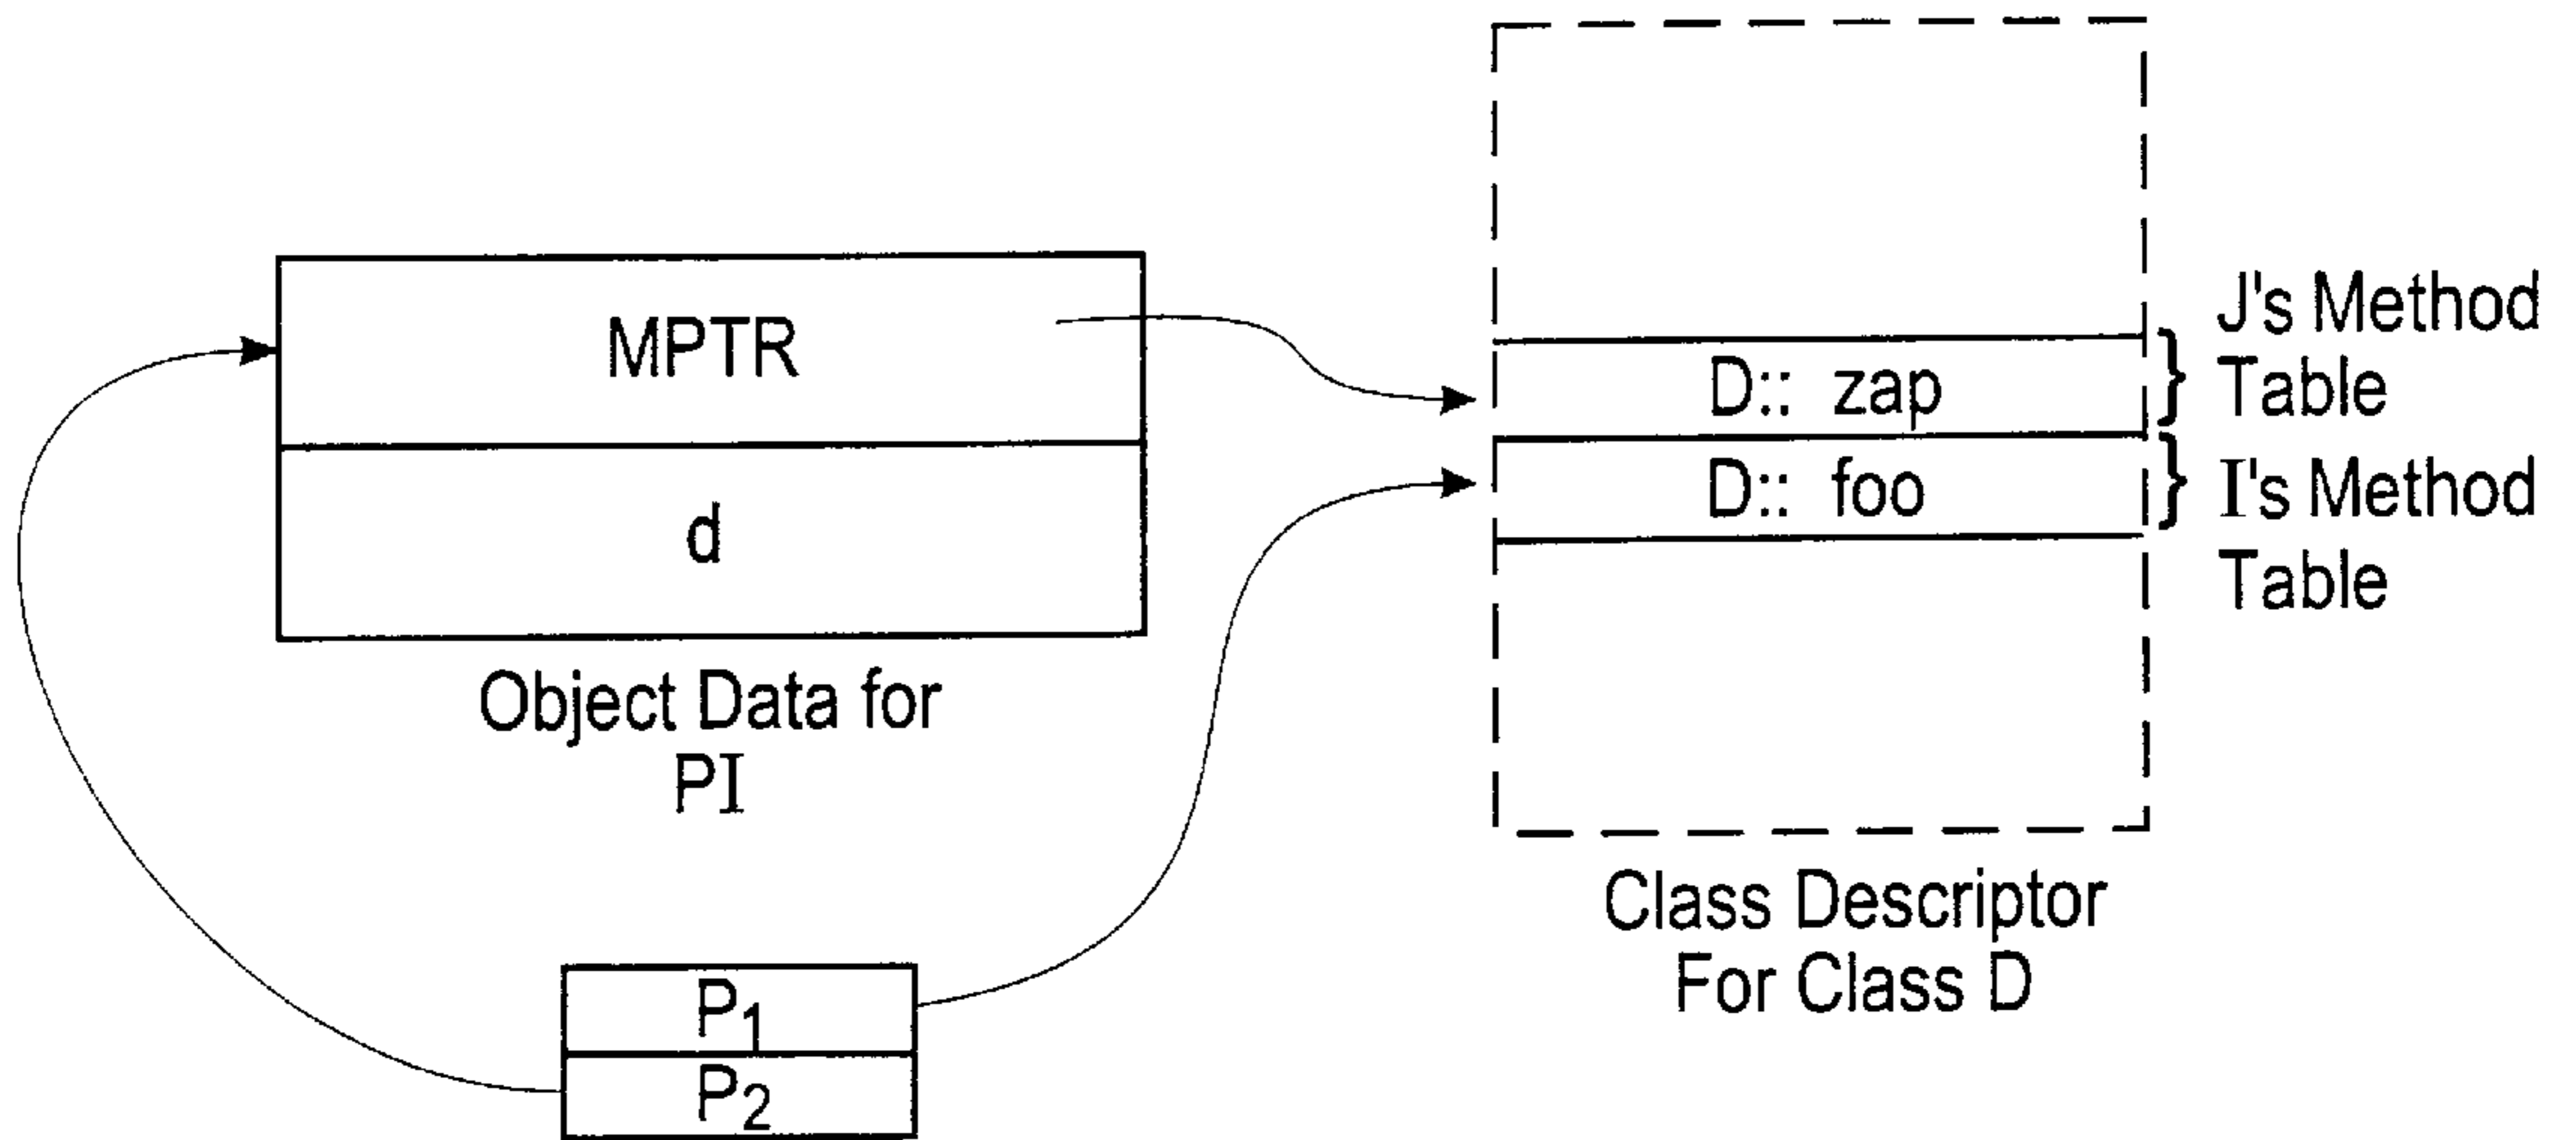 MPTR
d
Object Data for
PI
P1
P2
D:: zap
D:: foo
J's Method
Table
I's Method
Table
Class Descriptor
For Class D